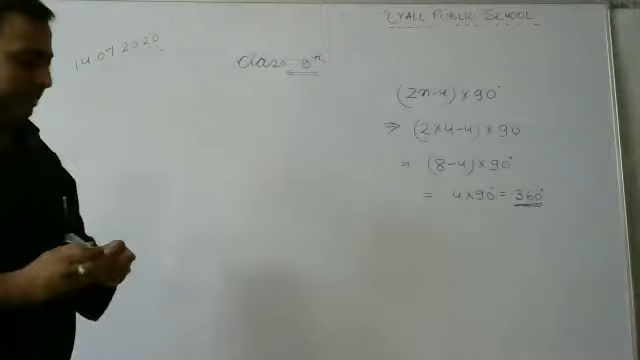 LYALL PUBLIC SCHOOL
14.07.2020
Class - 8th
(2n-4)×90°
⇒ (2×4-4)×90
= (8-4)×90°
= 4×90°=360°